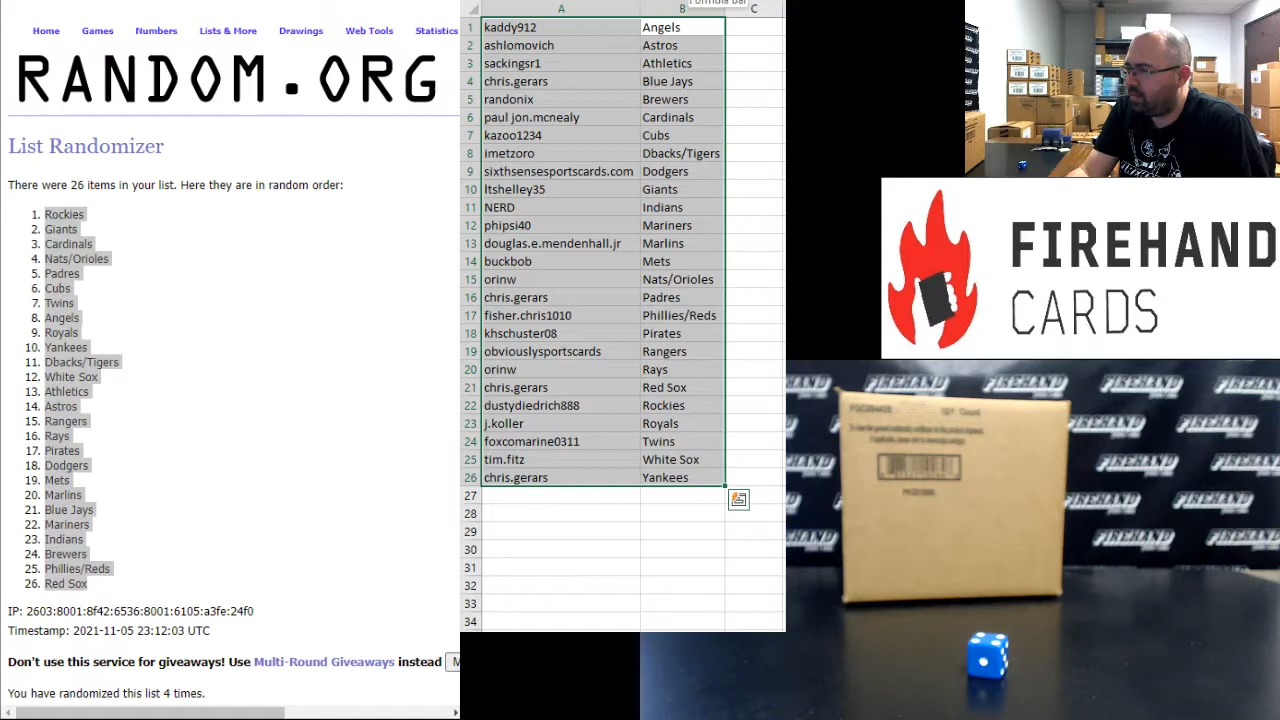 Home Games Numbers Lists & More Drawings Web Tools Statistics
RANDOM.ORG
List Randomizer
There were 26 items in your list. Here they are in random order:
1. Rockies
2. Giants
3. Cardinals
4. Nats/Orioles
5. Padres
6. Cubs
7. Twins
8. Angels
9. Royals
10. Yankees
11. Dbacks/Tigers
12. White Sox
13. Athletics
14. Astros
15. Rangers
16. Rays
17. Pirates
18. Dodgers
19. Mets
20. Marlins
21. Blue Jays
22. Mariners
23. Indians
24. Brewers
25. Phillies/Reds
26. Red Sox
IP: 2603:8001:8f42:6536:8001:6105:a3fe:24f0
Timestamp: 2021-11-05 23:12:03 UTC
Don't use this service for giveaways! Use Multi-Round Giveaways instead
You have randomized this list 4 times.
Formula Bar
A B C
1 kaddy912 Angels
2 ashlomovich Astros
3 sackingsr1 Athletics
4 chris.gerars Blue Jays
5 randonix Brewers
6 paul jon.mcnealy Cardinals
7 kazoo1234 Cubs
8 imetzoro Dbacks/Tigers
9 sixthsensesportscards.com Dodgers
10 ltshelley35 Giants
11 NERD Indians
12 phipsi40 Mariners
13 douglas.e.mendenhall.jr Marlins
14 buckbob Mets
15 orinw Nats/Orioles
16 chris.gerars Padres
17 fisher.chris1010 Phillies/Reds
18 khschuster08 Pirates
19 obviouslysportscards Rangers
20 orinw Rays
21 chris.gerars Red Sox
22 dustydiedrich888 Rockies
23 j.koller Royals
24 foxcomarine0311 Twins
25 tim.fitz White Sox
26 chris.gerars Yankees
27
28
29
30
31
32
33
34
FIREHAND
CARDS
FIREHAND